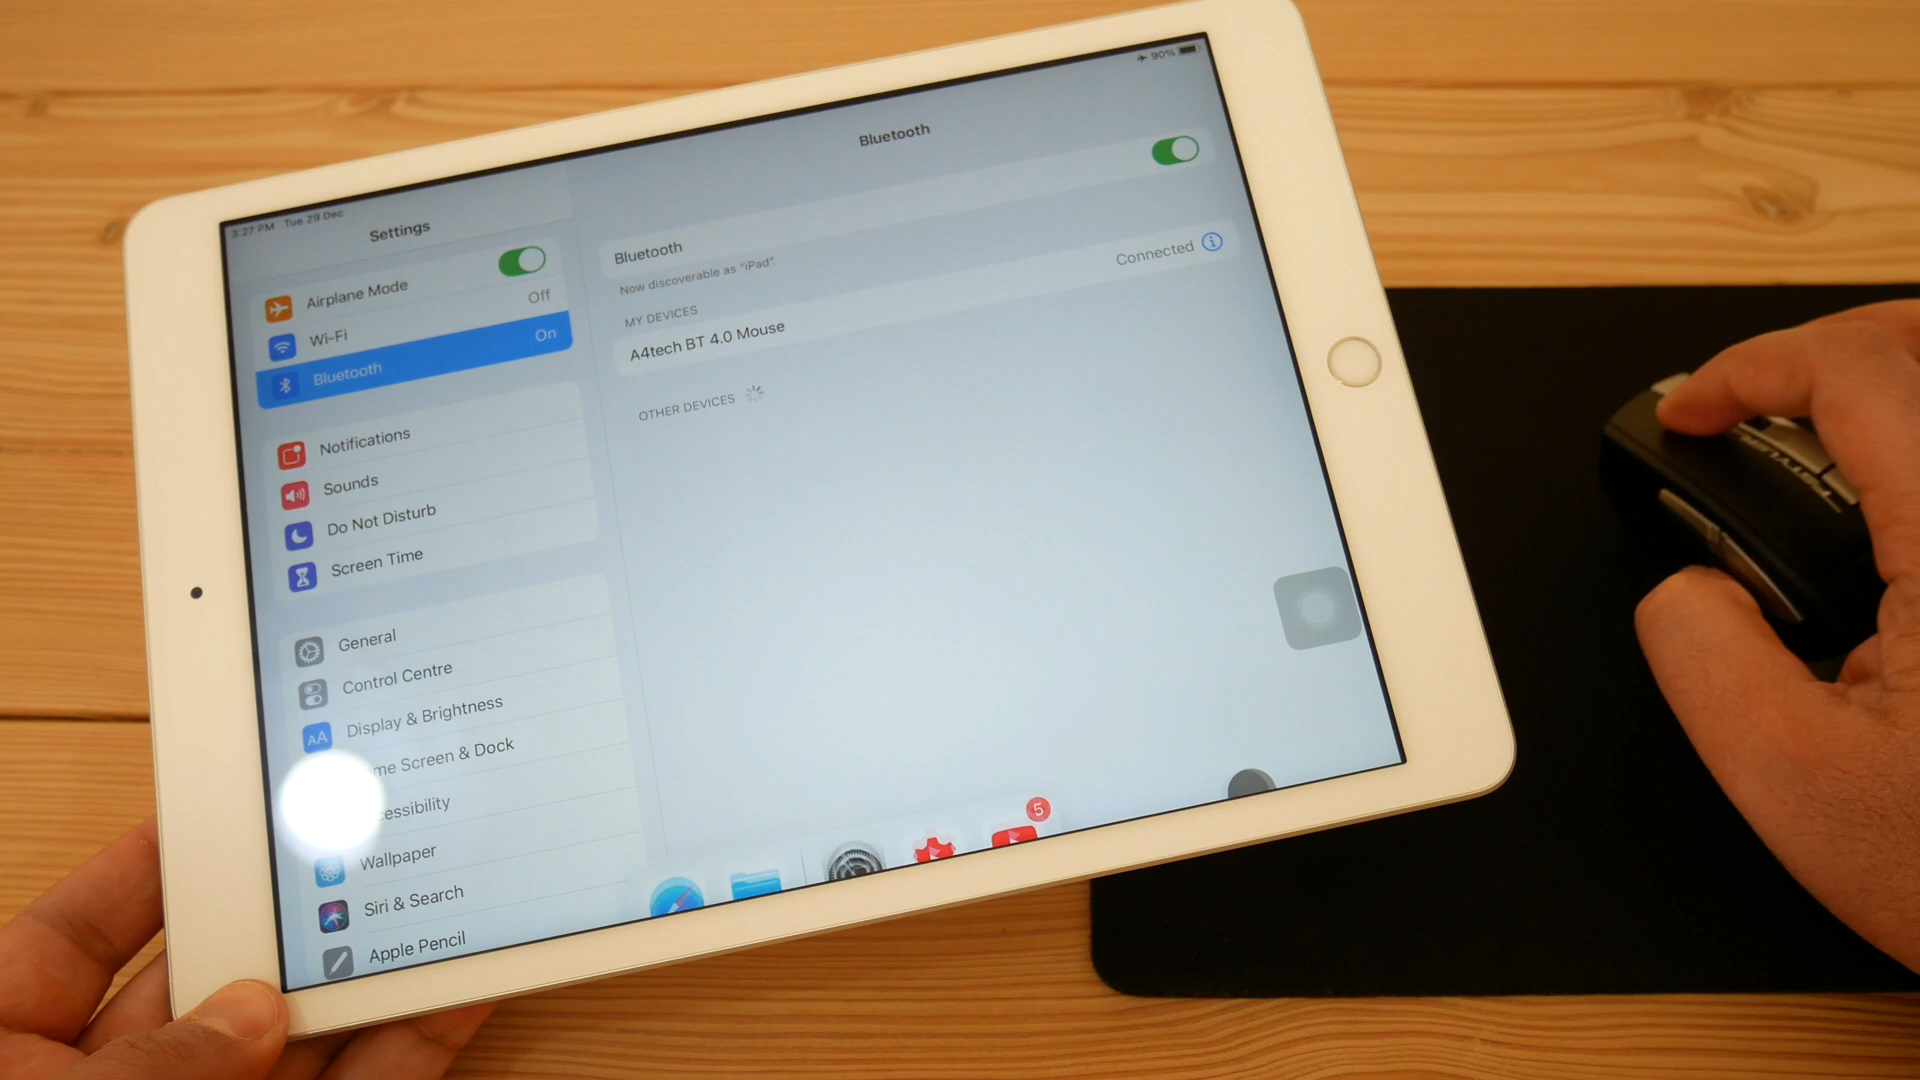 3:27 PM Tue 29 Dec
90%
Settings
Airplane Mode
Wi-Fi Off
Bluetooth On
Notifications
Sounds
Do Not Disturb
Screen Time
General
Control Centre
AA Display & Brightness
me Screen & Dock
cessibility
Wallpaper
Siri & Search
Apple Pencil
Bluetooth
Bluetooth
Now discoverable as “iPad”.
MY DEVICES
A4tech BT 4.0 Mouse Connected i
OTHER DEVICES
5